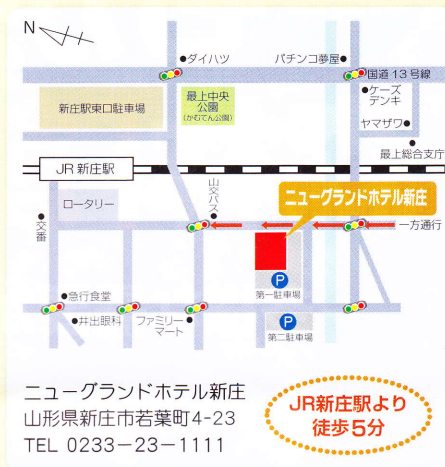 N
ダイハツ
パチンコ夢屋
国道13号線
ケーズ
デンキ
新庄駅東口駐車場
最上中央
公園
(かむてん公園)
ヤマザワ
最上総合支庁
JR新庄駅
ニューグランドホテル新庄
ロータリー
山交バス
交番
一方通行
P
第一駐車場
急行食堂
井出眼科
ファミリー
マート
P
第二駐車場
ニューグランドホテル新庄
山形県新庄市若葉町4-23
TEL 0233-23-1111
JR新庄駅より
徒歩5分